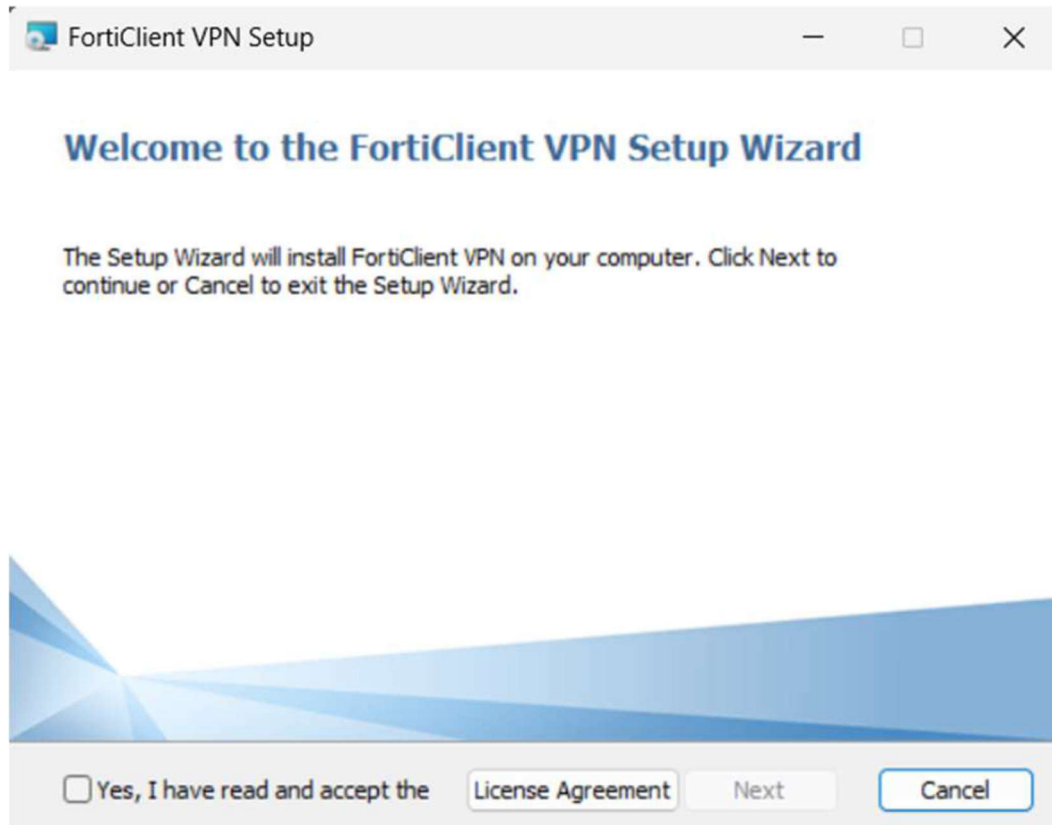 FortiClient VPN Setup
Welcome to the FortiClient VPN Setup Wizard
The Setup Wizard will install FortiClient VPN on your computer. Click Next to
continue or Cancel to exit the Setup Wizard.
Yes, I have read and accept the License Agreement Next Cancel